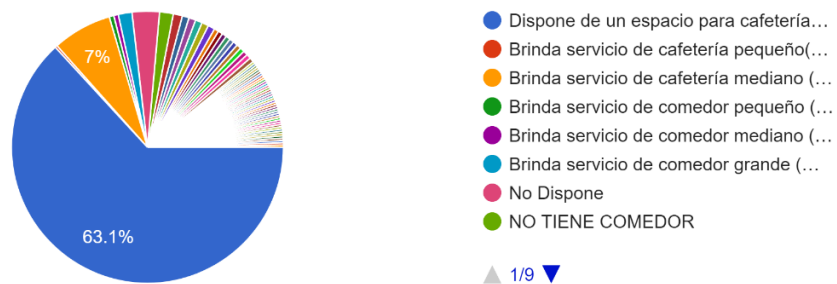 7%
63.1%
Dispone de un espacio para cafetería…
Brinda servicio de cafetería pequeño(…
Brinda servicio de cafetería mediano (…
Brinda servicio de comedor pequeño (…
Brinda servicio de comedor mediano (…
Brinda servicio de comedor grande (…
No Dispone
NO TIENE COMEDOR
1/9